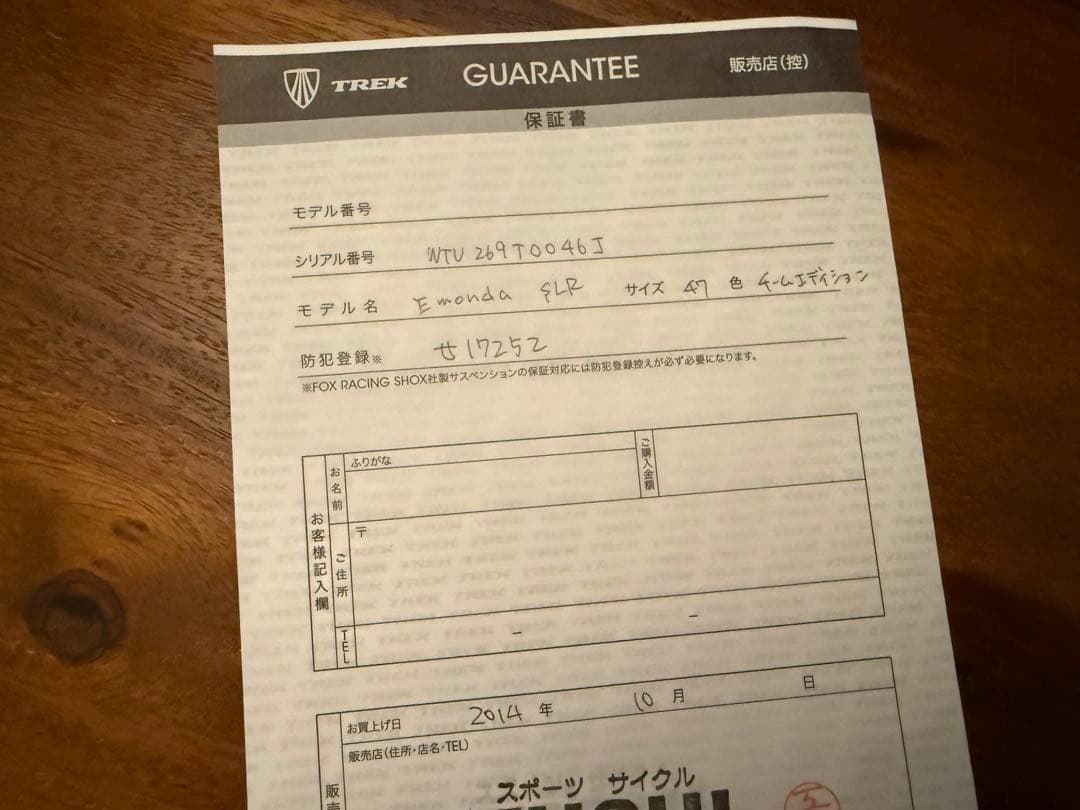 TREK GUARANTEE 販売店(控)
保証書
モデル番号
シリアル番号 WTU 269T0046J
モデル名 Emonda SLR サイズ 47 色 チームエディション
防犯登録※ サ17252
※FOX RACING SHOX社製サスペンションの保証対応には防犯登録控えが必ず必要になります。
お客様記入欄
お名前
ふりがな
ご購入金額
ご住所
〒
TEL
- -
お買上げ日 2014 年 10 月 日
販売店(住所・店名・TEL)
販売
スポーツ サイクル